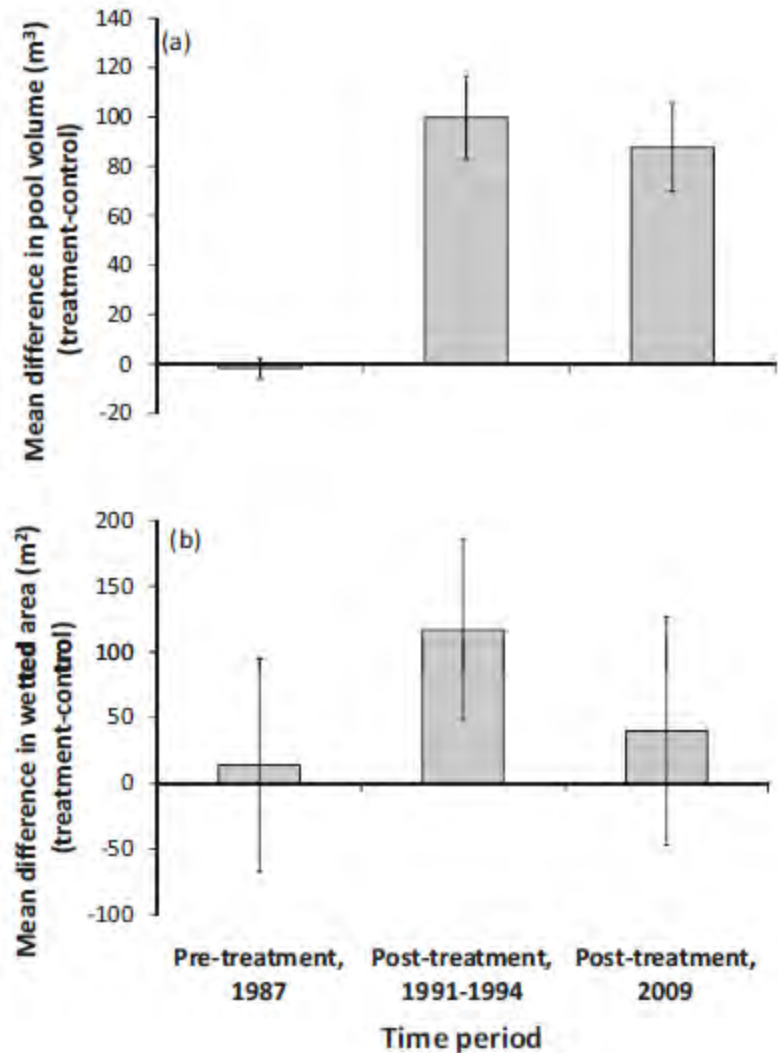 Mean difference in pool volume (m³)
(treatment-control)
(a)
140
120
100
80
60
40
20
0
-20
Mean difference in wetted area (m²)
(treatment-control)
(b)
200
150
100
50
0
-50
-100
Pre-treatment,
1987
Post-treatment,
1991-1994
Post-treatment,
2009
Time period